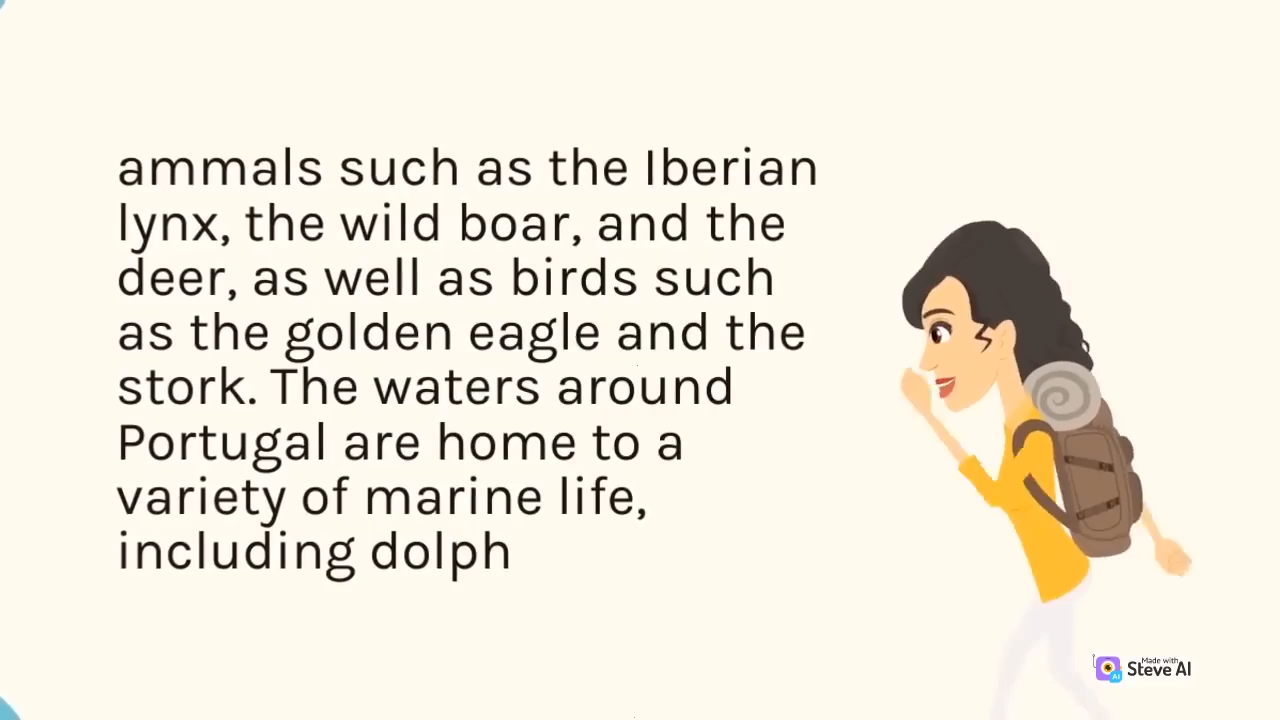 ammals such as the Iberian
lynx, the wild boar, and the
deer, as well as birds such
as the golden eagle and the
stork. The waters around
Portugal are home to a
variety of marine life,
including dolph
Made with
Steve AI
AI